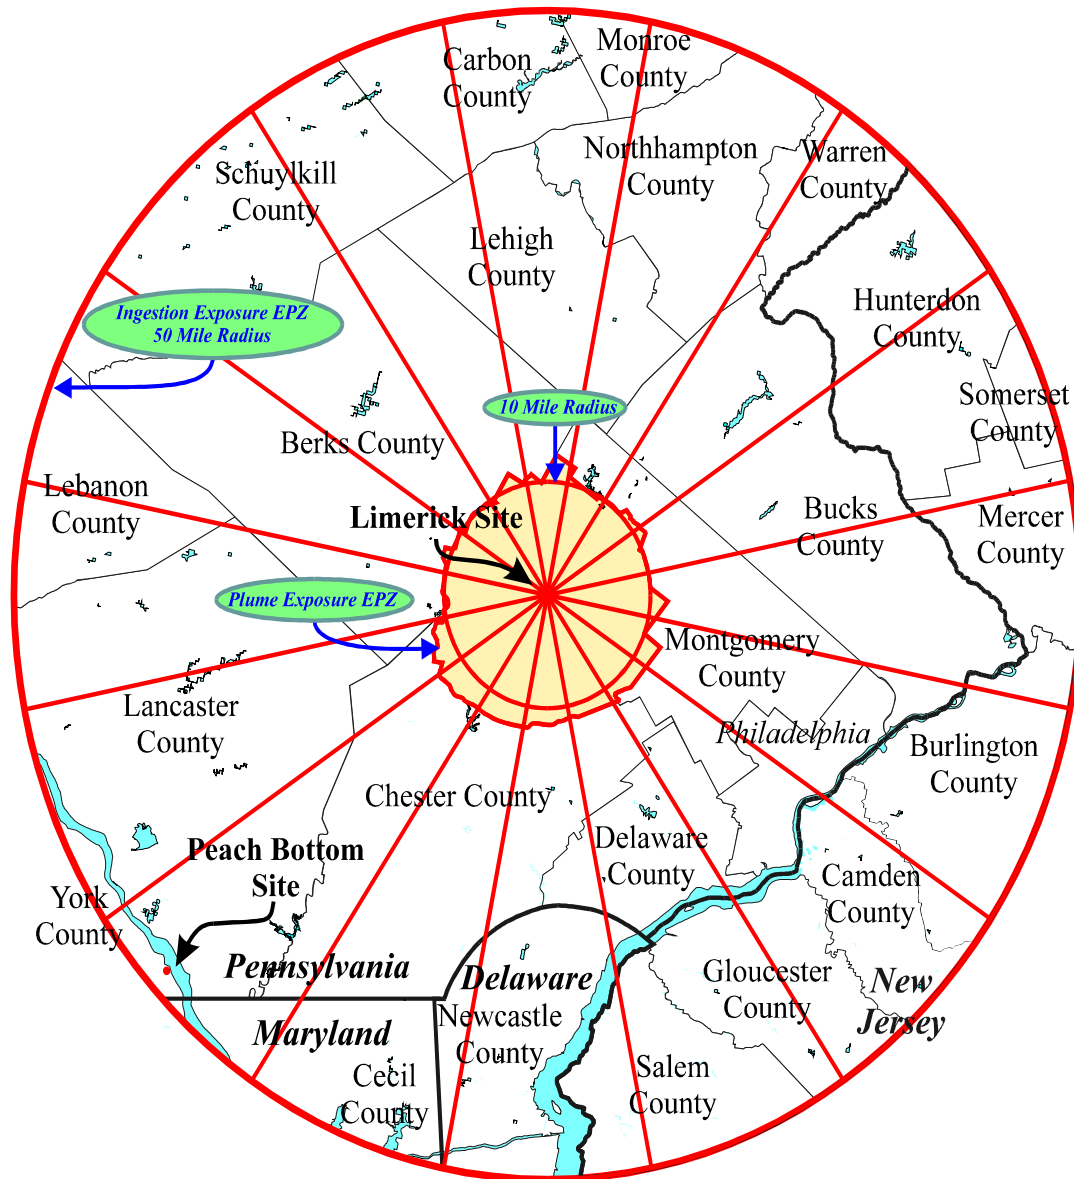 Monroe
County
Carbon
County
Northhampton
County
Warren
County
Schuylkill
County
Lehigh
County
Ingestion Exposure EPZ
50 Mile Radius
Hunterdon
County
Somerset
County
10 Mile Radius
Berks County
Lebanon
County
Limerick Site
Bucks
County
Mercer
County
Plume Exposure EPZ
Montgomery
County
Lancaster
County
Philadelphia
Burlington
County
Chester County
Delaware
County
Peach Bottom
Site
Camden
County
York
County
Pennsylvania
Delaware
Gloucester
County
New
Jersey
Maryland
Newcastle
County
Cecil
County
Salem
County